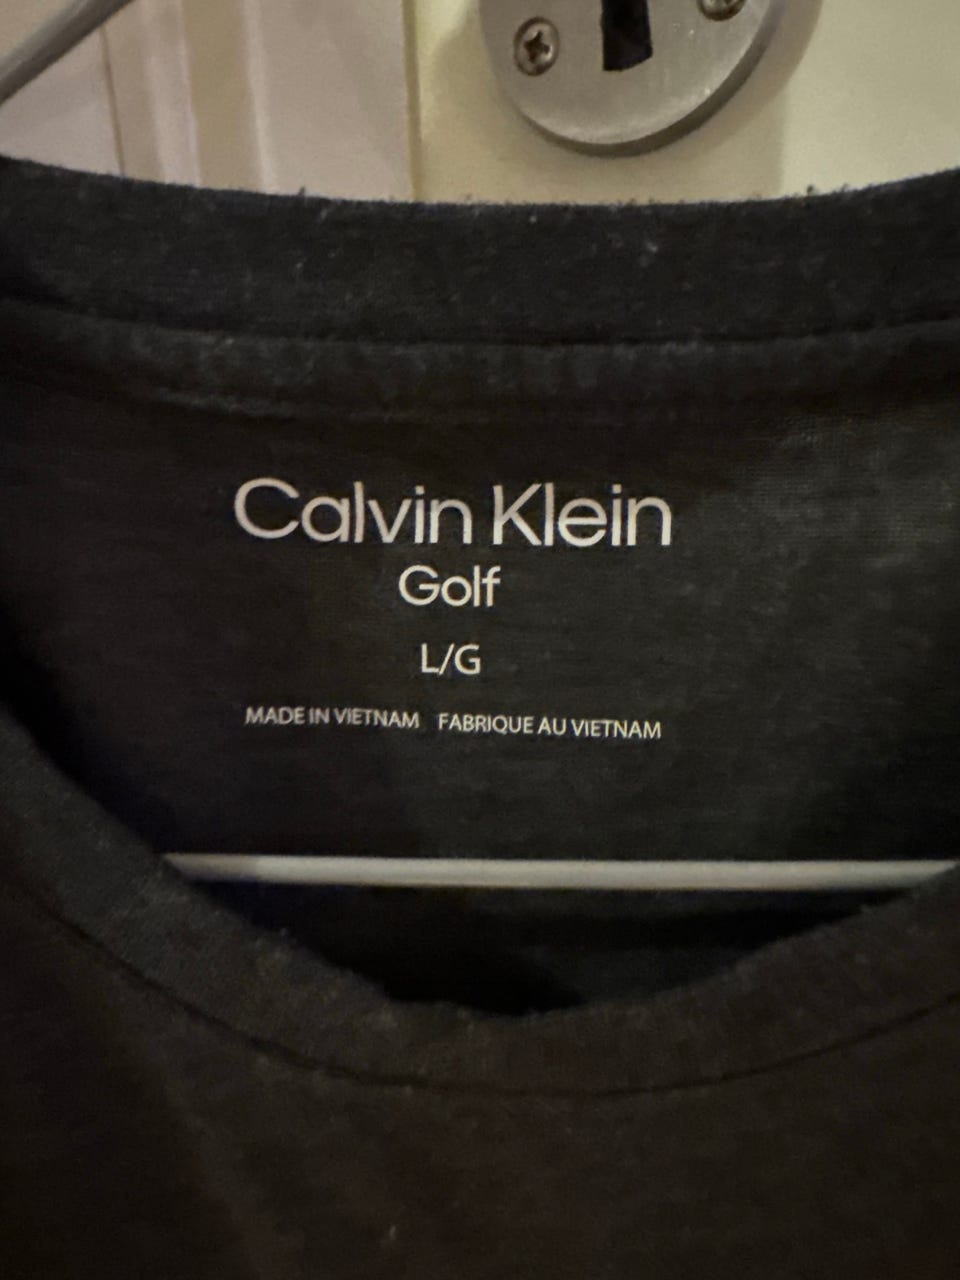 Calvin Klein
Golf
L/G
MADE IN VIETNAM FABRIQUE AU VIETNAM